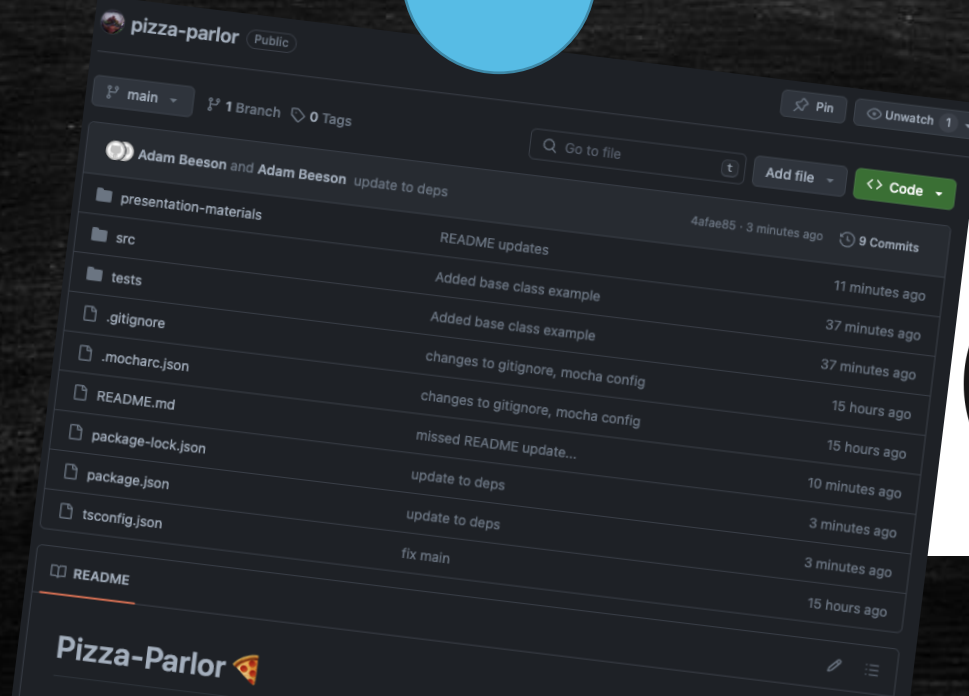 pizza-parlor Public
Pin Unwatch 1
main 1 Branch 0 Tags
Go to file t Add file Code
Adam Beeson and Adam Beeson update to deps 4afae85 · 3 minutes ago 9 Commits
presentation-materials README updates 11 minutes ago
src Added base class example 37 minutes ago
tests Added base class example 37 minutes ago
.gitignore changes to gitignore, mocha config 15 hours ago
.mocharc.json changes to gitignore, mocha config 15 hours ago
README.md missed README update... 10 minutes ago
package-lock.json update to deps 3 minutes ago
package.json update to deps 3 minutes ago
tsconfig.json fix main 15 hours ago
README
Pizza-Parlor 🍕